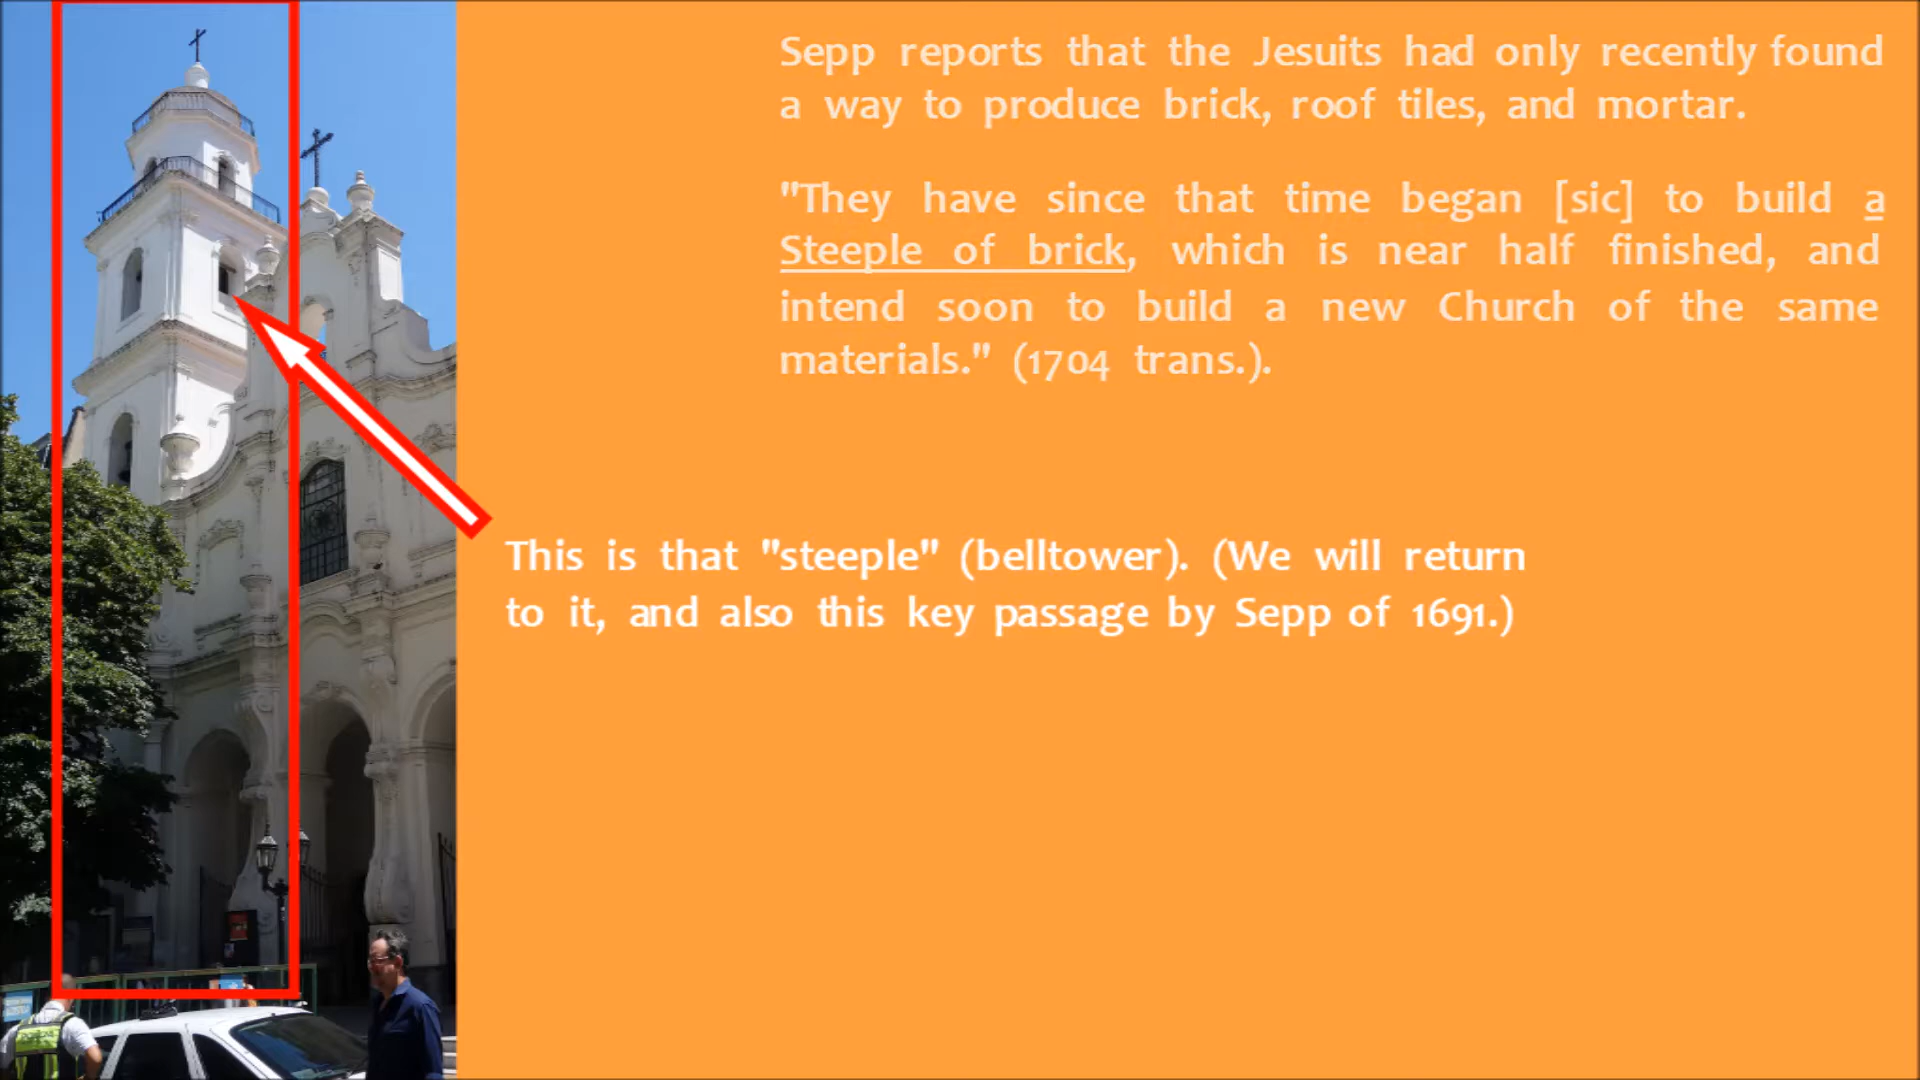 Sepp reports that the Jesuits had only recently found
a way to produce brick, roof tiles, and mortar.
"They have since that time began [sic] to build a
Steeple of brick, which is near half finished, and
intend soon to build a new Church of the same
materials." (1704 trans.).
This is that "steeple" (belltower). (We will return
to it, and also this key passage by Sepp of 1691.)